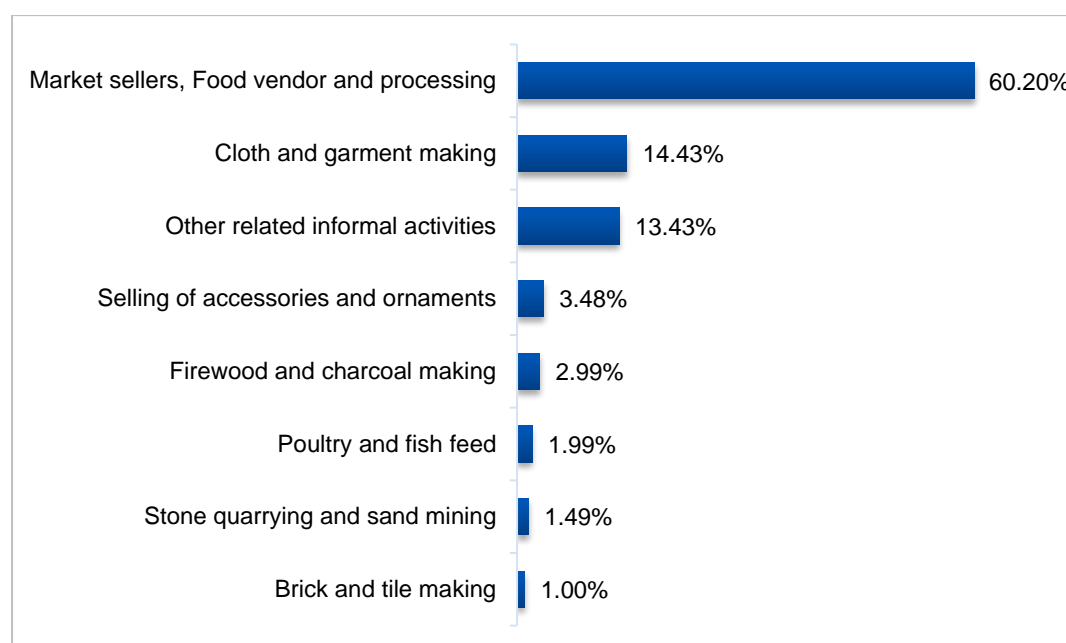 Market sellers, Food vendor and processing 60.20%
Cloth and garment making 14.43%
Other related informal activities 13.43%
Selling of accessories and ornaments 3.48%
Firewood and charcoal making 2.99%
Poultry and fish feed 1.99%
Stone quarrying and sand mining 1.49%
Brick and tile making 1.00%